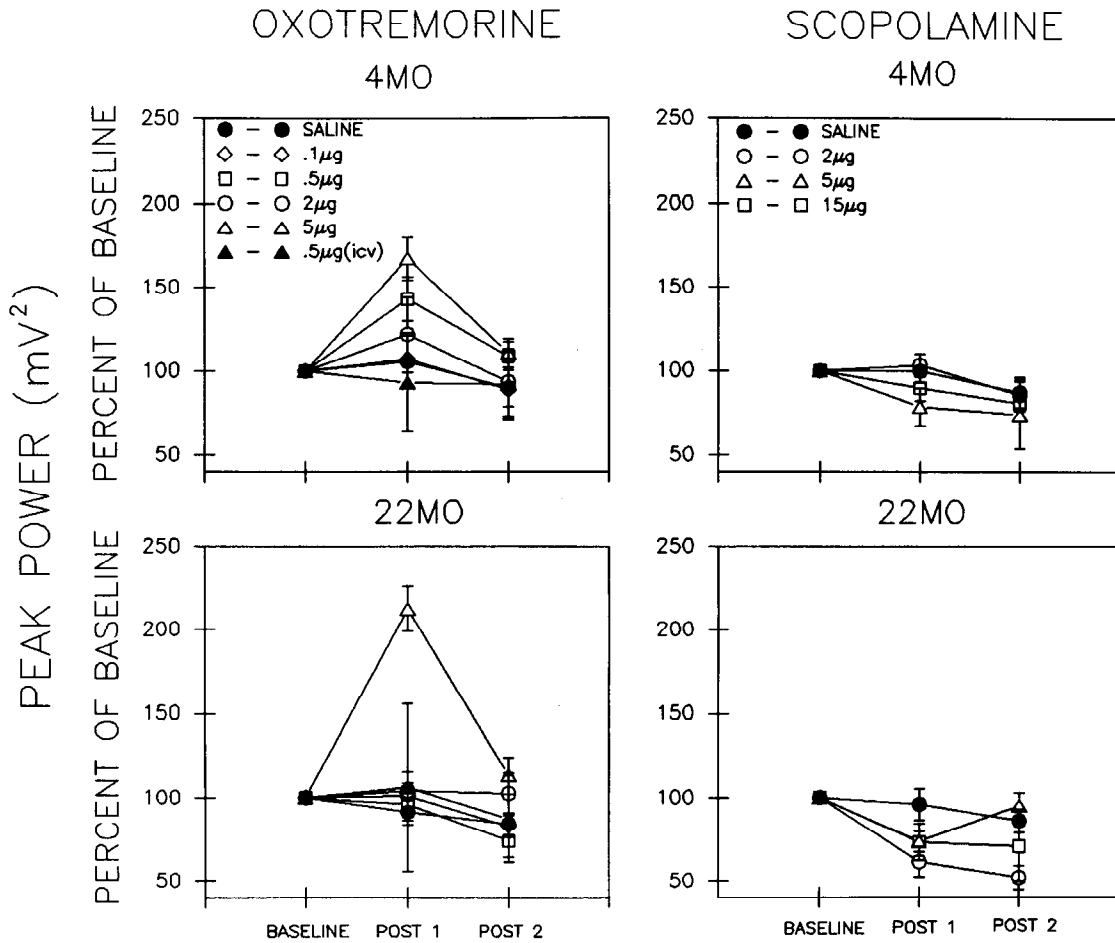 OXOTREMORINE
SCOPOLAMINE
4MO
4MO
PEAK POWER (mV²)
PERCENT OF BASELINE
250
200
150
100
50
● – ● SALINE
◇ – ◇ .1µg
□ – □ .5µg
○ – ○ 2µg
△ – △ 5µg
▲ – ▲ .5µg(icv)
250
200
150
100
50
● – ● SALINE
○ – ○ 2µg
△ – △ 5µg
□ – □ 15µg
22MO
22MO
PERCENT OF BASELINE
250
200
150
100
50
BASELINE POST 1 POST 2
250
200
150
100
50
BASELINE POST 1 POST 2